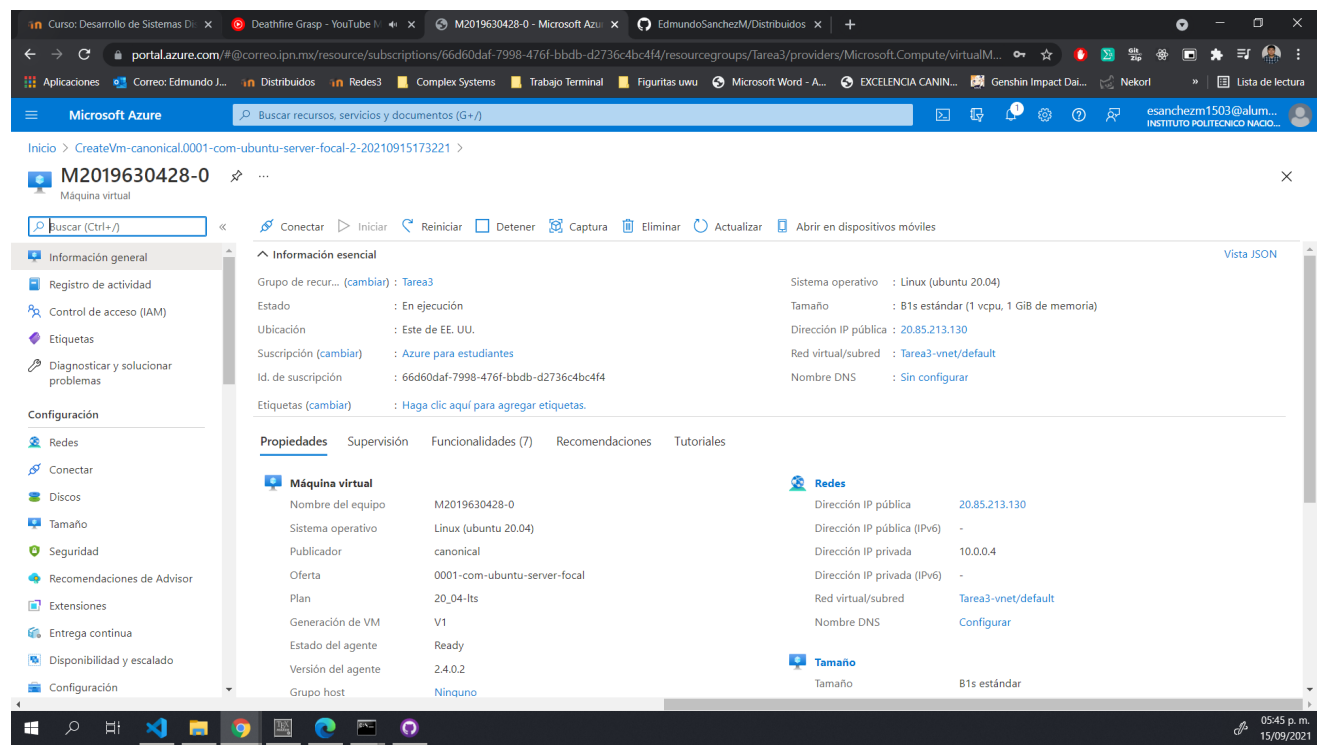 Curso: Desarrollo de Sistemas Di
Deathfire Grasp - YouTube M
M2019630428-0 - Microsoft Azu
EdmundoSanchezM/Distribuidos
portal.azure.com/#@correo.ipn.mx/resource/subscriptions/66d60daf-7998-476f-bbdb-d2736c4bc4f4/resourcegroups/Tarea3/providers/Microsoft.Compute/virtualM...
Aplicaciones
Correo: Edmundo J...
Distribuidos
Redes3
Complex Systems
Trabajo Terminal
Figuritas uwu
Microsoft Word - A...
EXCELENCIA CANIN...
Genshin Impact Dai...
Nekorl
»
Lista de lectura
Microsoft Azure
Buscar recursos, servicios y documentos (G+/)
1
esanchezm1503@alum...
INSTITUTO POLITECNICO NACIO...
Inicio > CreateVm-canonical.0001-com-ubuntu-server-focal-2-20210915173221 >
M2019630428-0
Máquina virtual
Buscar (Ctrl+/)
«
Conectar
Iniciar
Reiniciar
Detener
Captura
Eliminar
Actualizar
Abrir en dispositivos móviles
Información general
Registro de actividad
Control de acceso (IAM)
Etiquetas
Diagnosticar y solucionar
problemas
Configuración
Redes
Conectar
Discos
Tamaño
Seguridad
Recomendaciones de Advisor
Extensiones
Entrega continua
Disponibilidad y escalado
Configuración
Información esencial
Vista JSON
Grupo de recur... (cambiar) : Tarea3
Estado : En ejecución
Ubicación : Este de EE. UU.
Suscripción (cambiar) : Azure para estudiantes
Id. de suscripción : 66d60daf-7998-476f-bbdb-d2736c4bc4f4
Etiquetas (cambiar) : Haga clic aquí para agregar etiquetas.
Sistema operativo : Linux (ubuntu 20.04)
Tamaño : B1s estándar (1 vcpu, 1 GiB de memoria)
Dirección IP pública : 20.85.213.130
Red virtual/subred : Tarea3-vnet/default
Nombre DNS : Sin configurar
Propiedades
Supervisión
Funcionalidades (7)
Recomendaciones
Tutoriales
Máquina virtual
Nombre del equipo M2019630428-0
Sistema operativo Linux (ubuntu 20.04)
Publicador canonical
Oferta 0001-com-ubuntu-server-focal
Plan 20_04-lts
Generación de VM V1
Estado del agente Ready
Versión del agente 2.4.0.2
Grupo host Ninguno
Redes
Dirección IP pública 20.85.213.130
Dirección IP pública (IPv6) -
Dirección IP privada 10.0.0.4
Dirección IP privada (IPv6) -
Red virtual/subred Tarea3-vnet/default
Nombre DNS Configurar
Tamaño
Tamaño B1s estándar
05:45 p. m.
15/09/2021